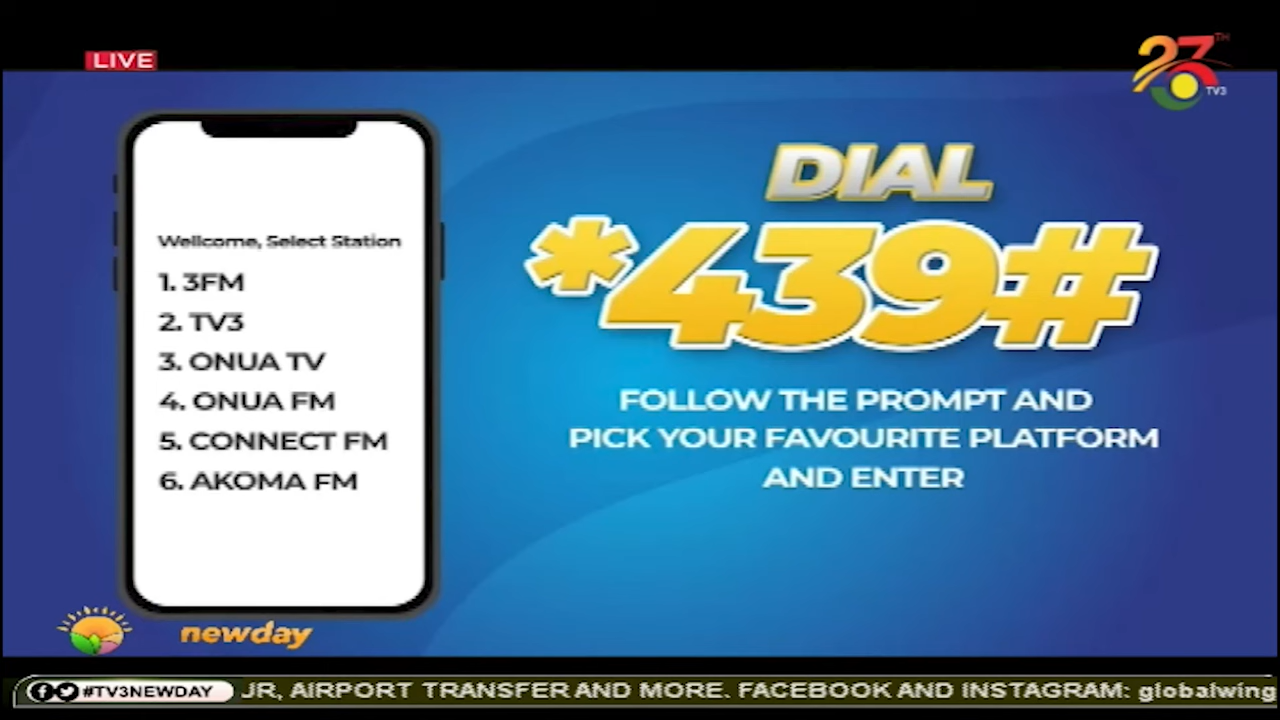 LIVE
23TH
TV3
Wellcome, Select Station
1. 3FM
2. TV3
3. ONUA TV
4. ONUA FM
5. CONNECT FM
6. AKOMA FM
DIAL
*439#
FOLLOW THE PROMPT AND
PICK YOUR FAVOURITE PLATFORM
AND ENTER
newday
#TV3NEWDAY
JR, AIRPORT TRANSFER AND MORE. FACEBOOK AND INSTAGRAM: globalwing